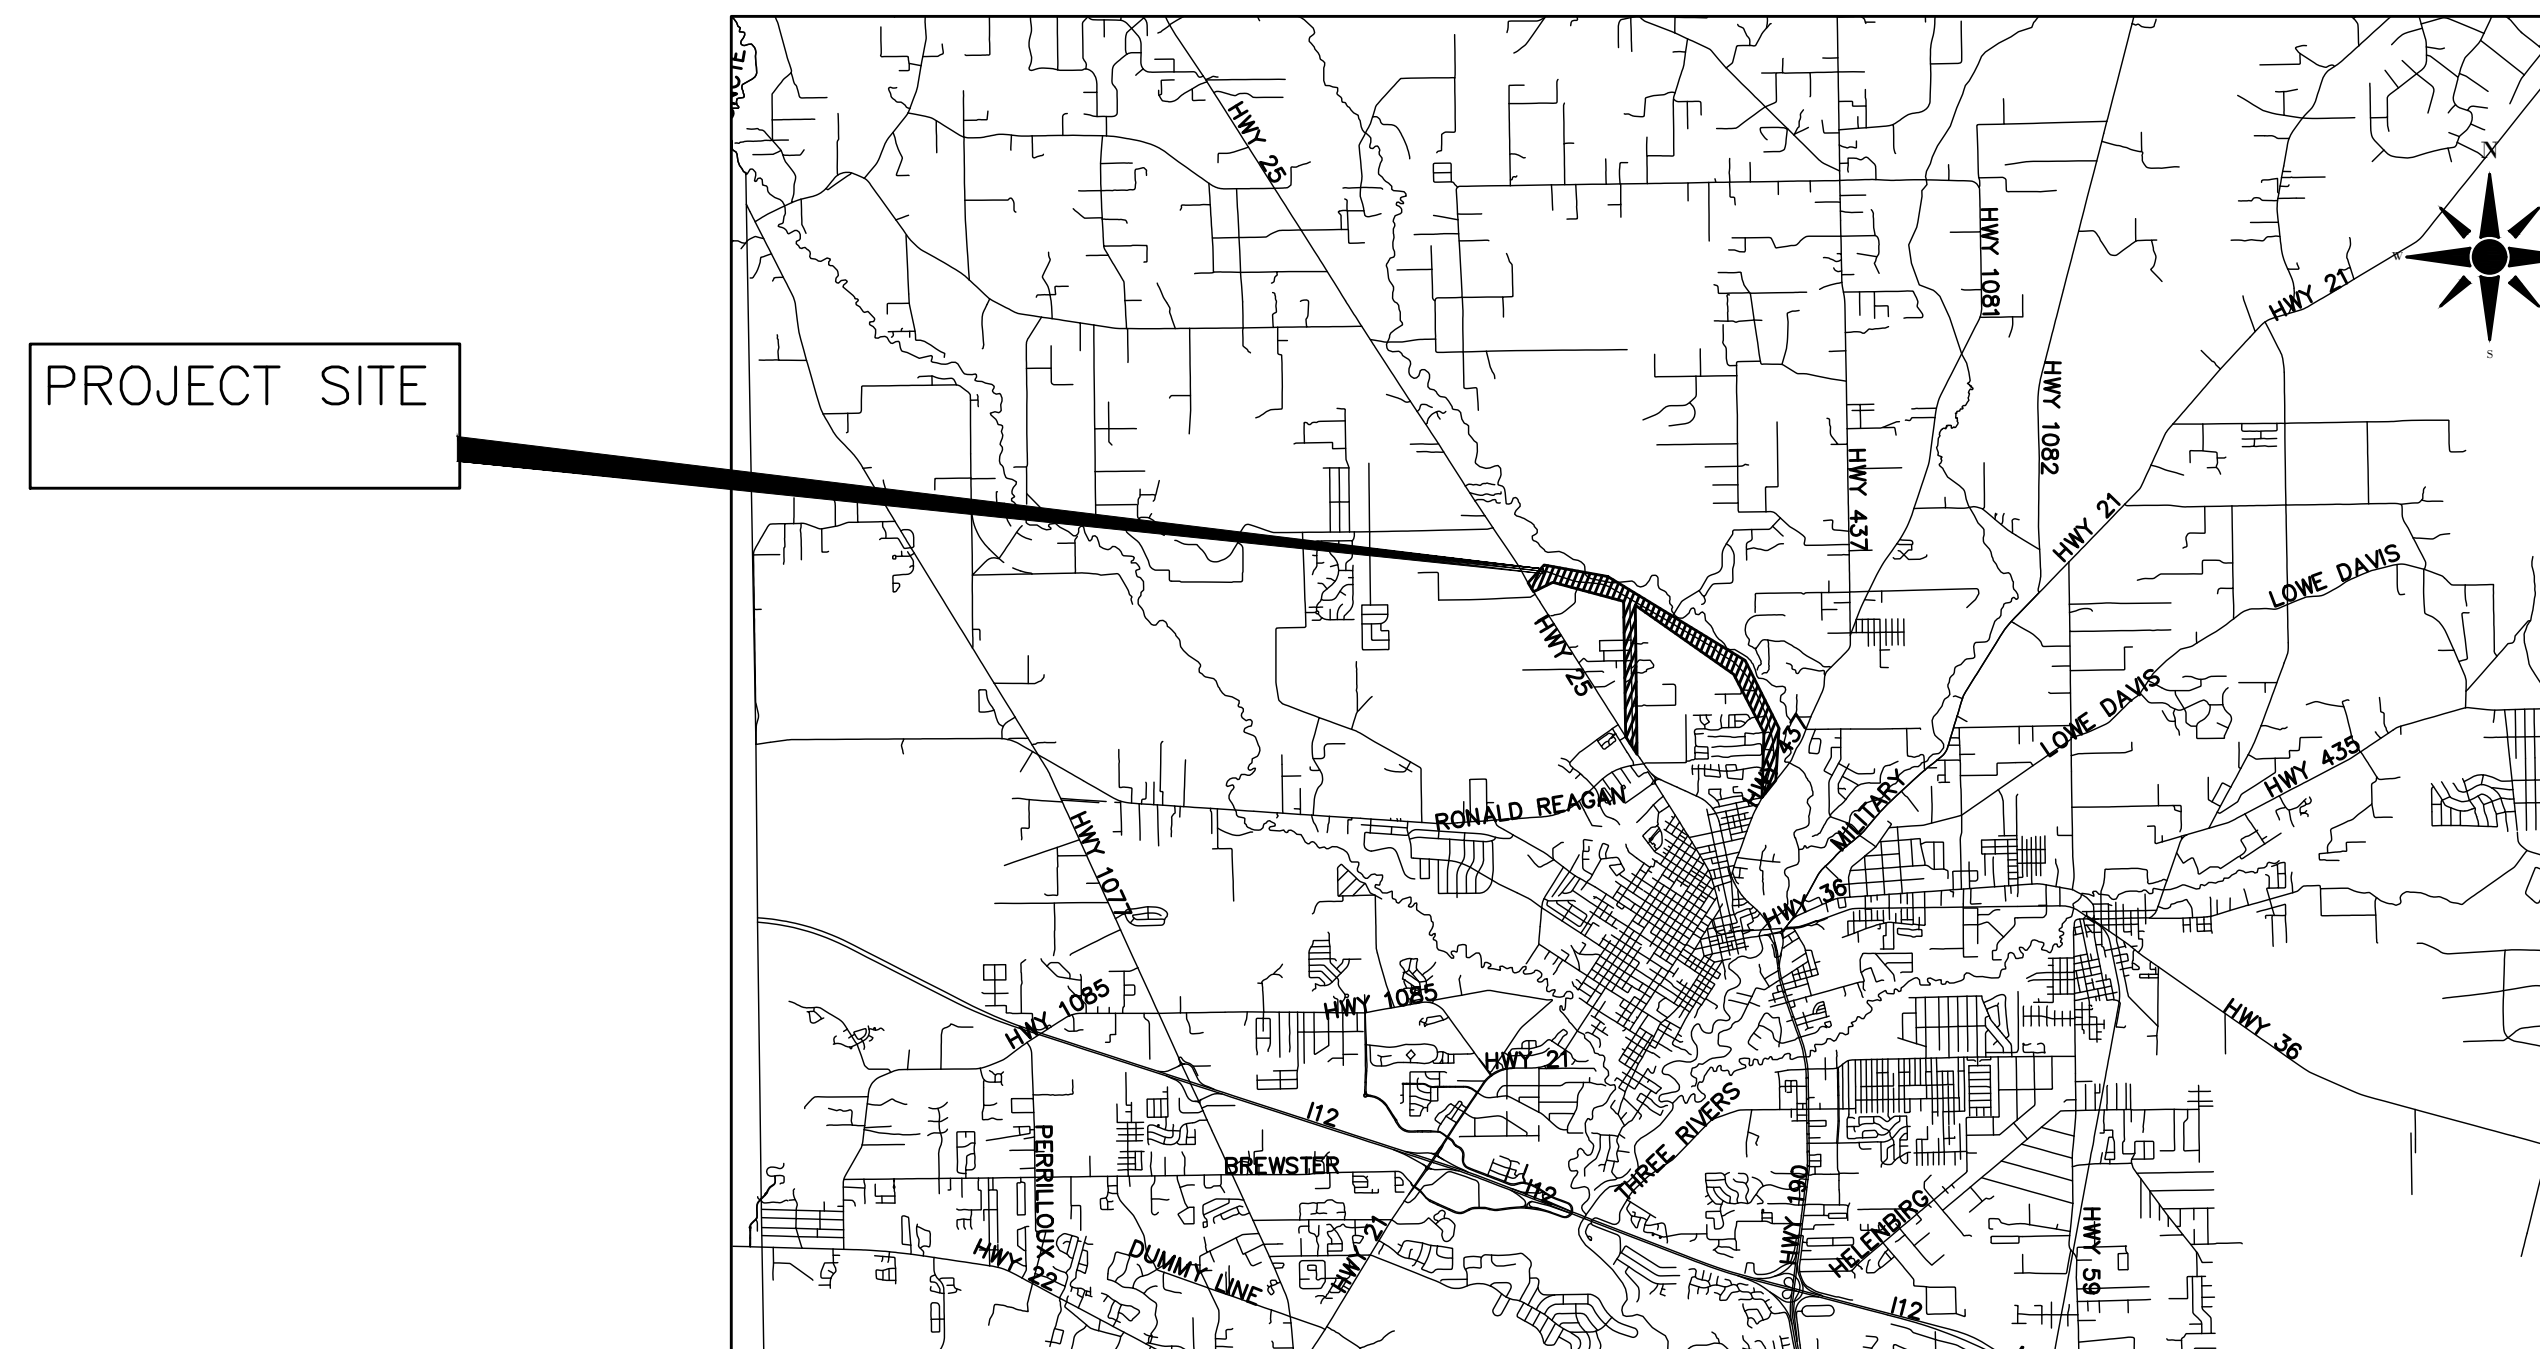 HWY 25
N
HWY 1081
W
HWY 21
S
PROJECT SITE
HWY 1082
HWY 437
HWY 21
LOWE DAVIS
HWY 25
LOWE DAVIS
HWY 437
HWY 435
RONALD REAGAN
MILITARY
HWY 1077
HWY 36
HWY 1085
HWY 1085
HWY 36
HWY 21
I12
THREE RIVERS
PERRILLOUX
BREWSTER
I12
HWY 190
HELENBIRG
HWY 59
HWY 22
DUMMY LINE
HWY 21
I12